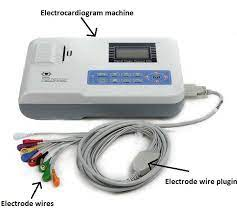 Electrocardiogram machine
Electrode wire plugin
Electrode wires